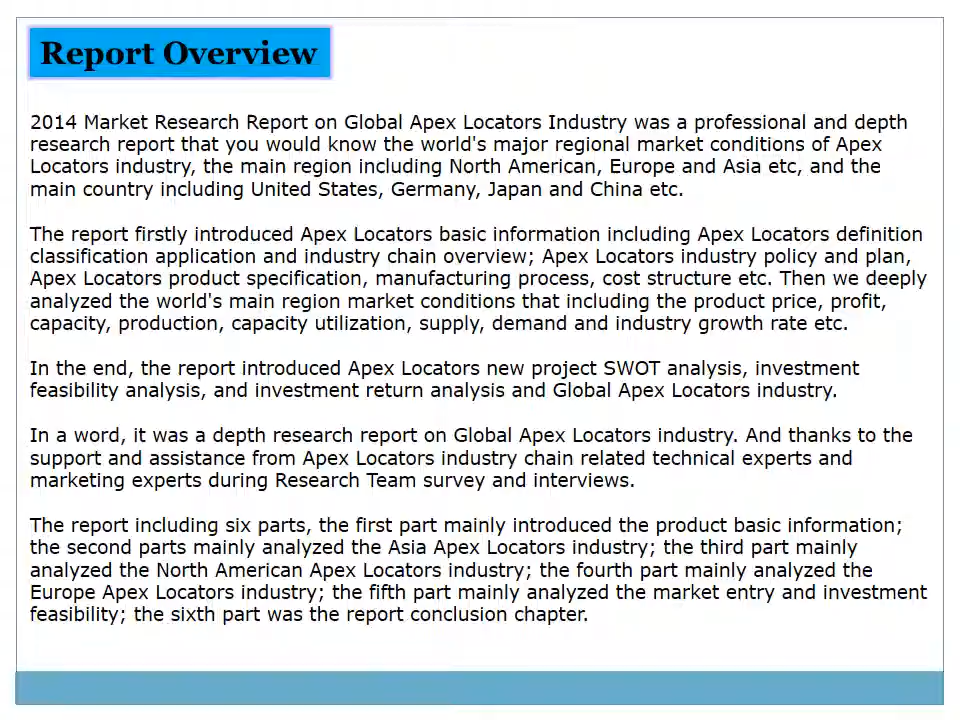 Report Overview
2014 Market Research Report on Global Apex Locators Industry was a professional and depth
research report that you would know the world's major regional market conditions of Apex
Locators industry, the main region including North American, Europe and Asia etc, and the
main country including United States, Germany, Japan and China etc.
The report firstly introduced Apex Locators basic information including Apex Locators definition
classification application and industry chain overview; Apex Locators industry policy and plan,
Apex Locators product specification, manufacturing process, cost structure etc. Then we deeply
analyzed the world's main region market conditions that including the product price, profit,
capacity, production, capacity utilization, supply, demand and industry growth rate etc.
In the end, the report introduced Apex Locators new project SWOT analysis, investment
feasibility analysis, and investment return analysis and Global Apex Locators industry.
In a word, it was a depth research report on Global Apex Locators industry. And thanks to the
support and assistance from Apex Locators industry chain related technical experts and
marketing experts during Research Team survey and interviews.
The report including six parts, the first part mainly introduced the product basic information;
the second parts mainly analyzed the Asia Apex Locators industry; the third part mainly
analyzed the North American Apex Locators industry; the fourth part mainly analyzed the
Europe Apex Locators industry; the fifth part mainly analyzed the market entry and investment
feasibility; the sixth part was the report conclusion chapter.